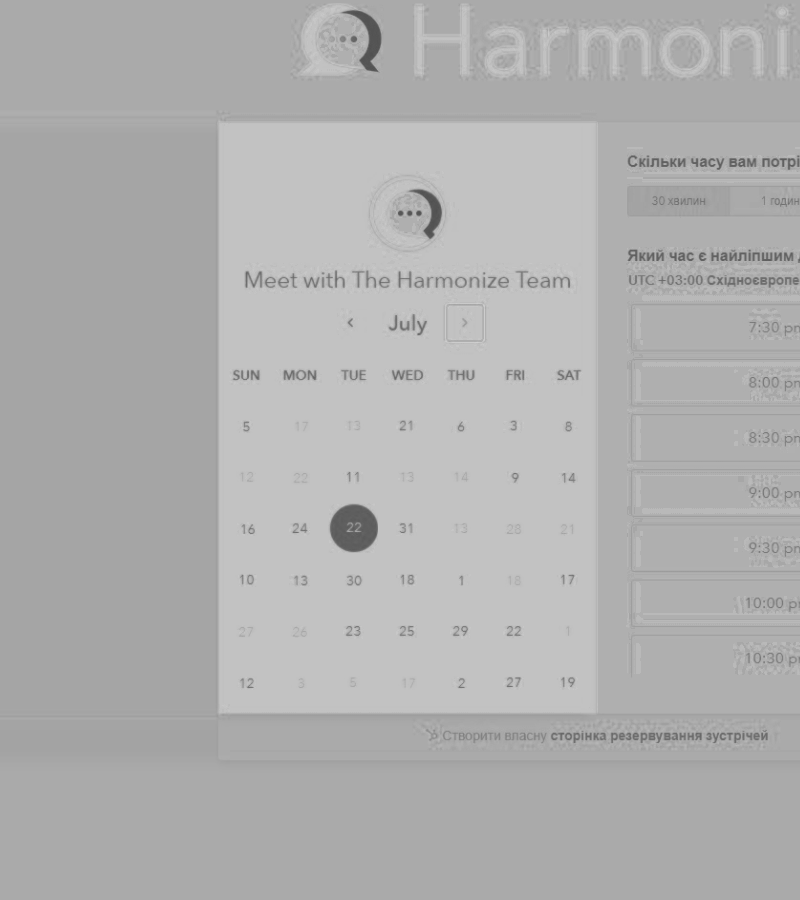 Harmoni
Meet with The Harmonize Team
July
SUN MON TUE WED THU FRI SAT
5 17 13 21 6 3 8
12 22 11 13 14 9 14
16 24 22 31 13 28 21
10 13 30 18 1 18 17
27 26 23 25 29 22 1
12 3 5 17 2 27 19
Скільки часу вам потрі
30 хвилин 1 годин
Який час є найліпшим д
UTC +03:00 Східноєвропе
7:30 pm
8:00 pm
8:30 pm
9:00 pm
9:30 pm
10:00 pm
10:30 pm
Створити власну сторінка резервування зустрічей